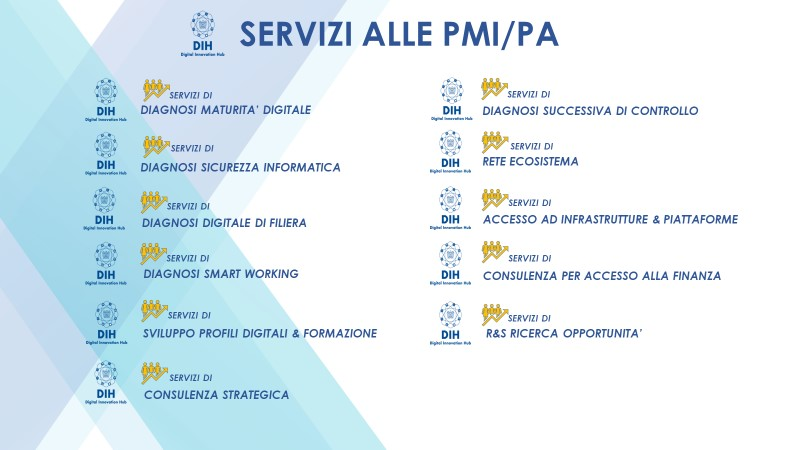 DIH
Digital Innovation Hub
SERVIZI ALLE PMI/PA
DIH
Digital Innovation Hub
SERVIZI DI
DIAGNOSI MATURITA' DIGITALE
DIH
Digital Innovation Hub
SERVIZI DI
DIAGNOSI SICUREZZA INFORMATICA
DIH
Digital Innovation Hub
SERVIZI DI
DIAGNOSI DIGITALE DI FILIERA
DIH
Digital Innovation Hub
SERVIZI DI
DIAGNOSI SMART WORKING
DIH
Digital Innovation Hub
SERVIZI DI
SVILUPPO PROFILI DIGITALI & FORMAZIONE
DIH
Digital Innovation Hub
SERVIZI DI
CONSULENZA STRATEGICA
DIH
Digital Innovation Hub
SERVIZI DI
DIAGNOSI SUCCESSIVA DI CONTROLLO
DIH
Digital Innovation Hub
SERVIZI DI
RETE ECOSISTEMA
DIH
Digital Innovation Hub
SERVIZI DI
ACCESSO AD INFRASTRUTTURE & PIATTAFORME
DIH
Digital Innovation Hub
SERVIZI DI
CONSULENZA PER ACCESSO ALLA FINANZA
DIH
Digital Innovation Hub
SERVIZI DI
R&S RICERCA OPPORTUNITA'